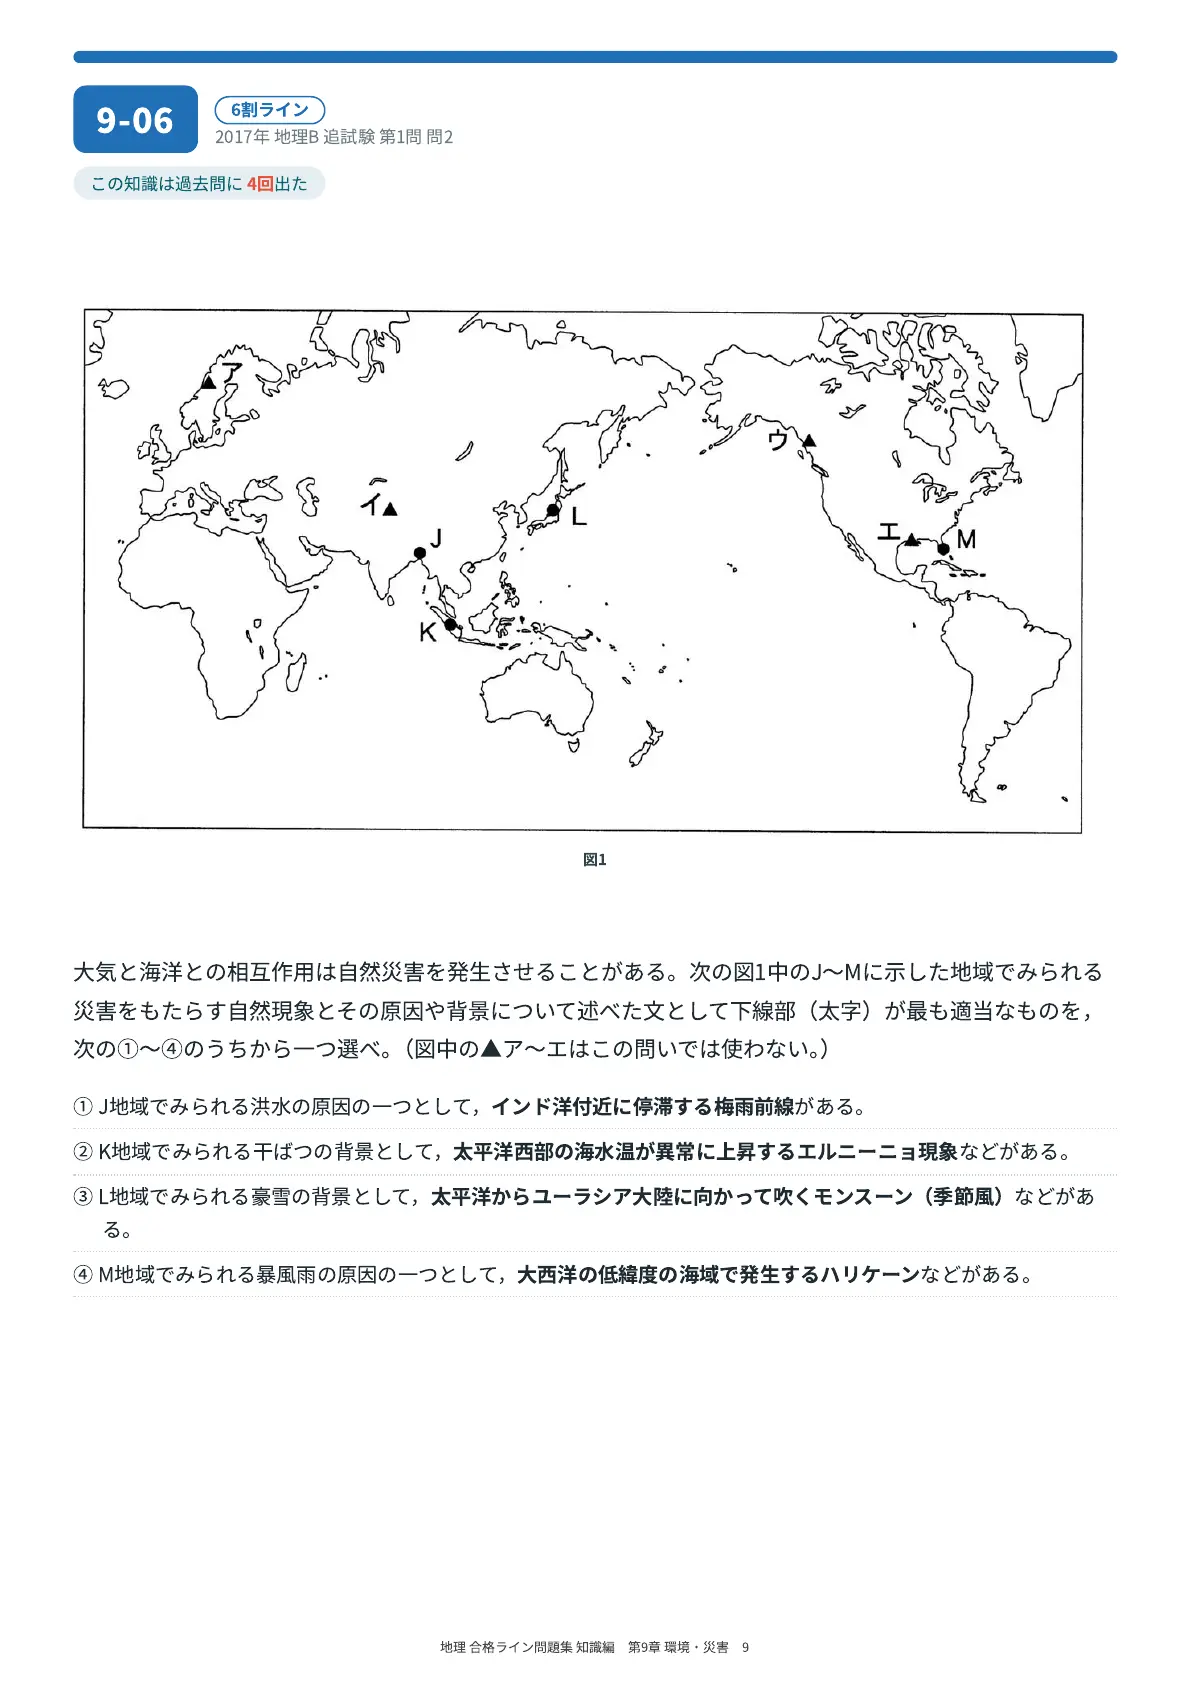 9-06
6割ライン
2017年 地理B 追試験 第1問 問2
この知識は過去問に 4回出た
ア
ウ
イ
L
エ
M
J
K
図1
大気と海洋との相互作用は自然災害を発生させることがある。次の図1中のJ〜Mに示した地域でみられる
災害をもたらす自然現象とその原因や背景について述べた文として下線部（太字）が最も適当なものを，
次の①〜④のうちから一つ選べ。（図中の▲ア〜エはこの問いでは使わない。）
① J地域でみられる洪水の原因の一つとして，インド洋付近に停滞する梅雨前線がある。
② K地域でみられる干ばつの背景として，太平洋西部の海水温が異常に上昇するエルニーニョ現象などがある。
③ L地域でみられる豪雪の背景として，太平洋からユーラシア大陸に向かって吹くモンスーン（季節風）などがあ
る。
④ M地域でみられる暴風雨の原因の一つとして，大西洋の低緯度の海域で発生するハリケーンなどがある。
地理 合格ライン問題集 知識編　第9章 環境・災害　9